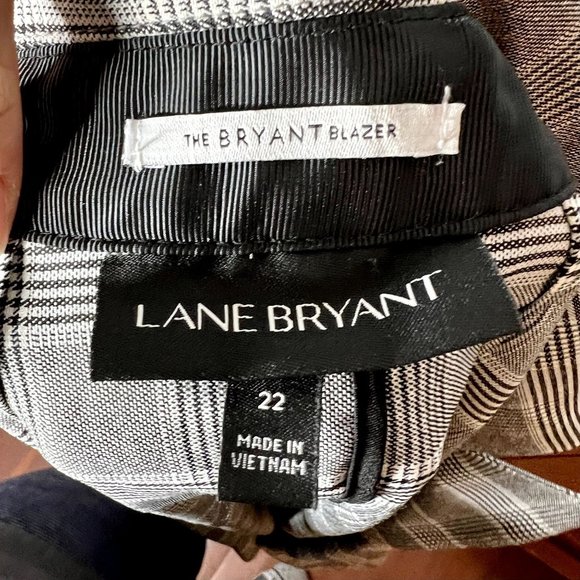 THE BRYANT BLAZER
LANE BRYANT
22
MADE IN
VIETNAM